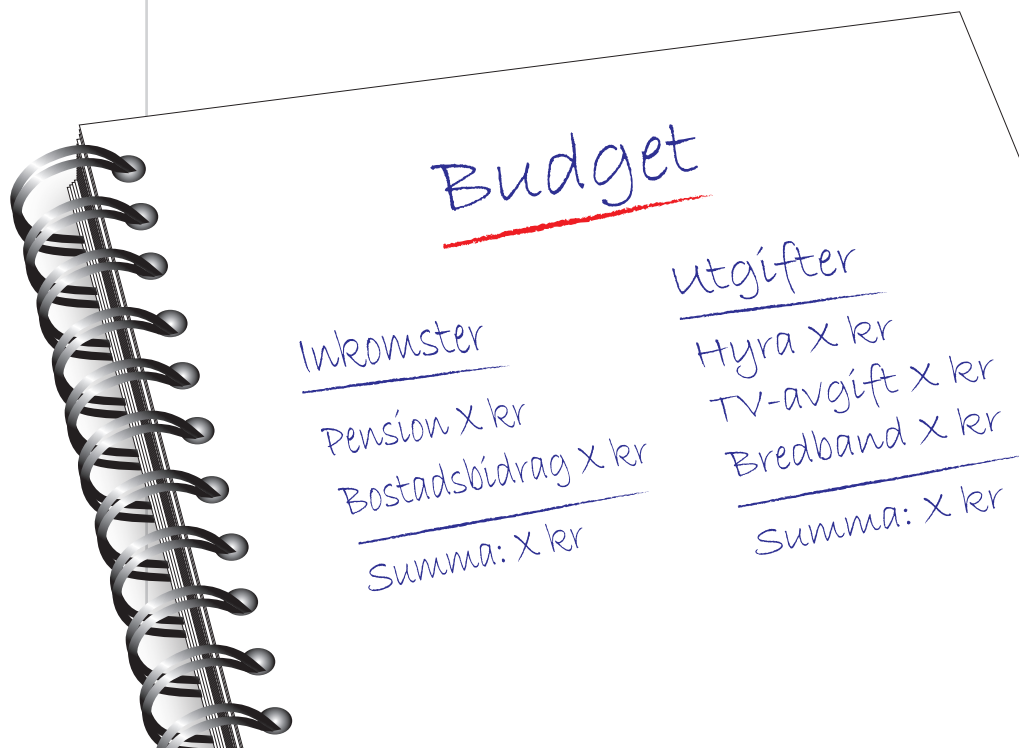 Budget
Inkomster
Pension X kr
Bostadsbidrag X kr
Summa: X kr
Utgifter
Hyra X kr
TV-avgift X kr
Bredband X kr
Summa: X kr